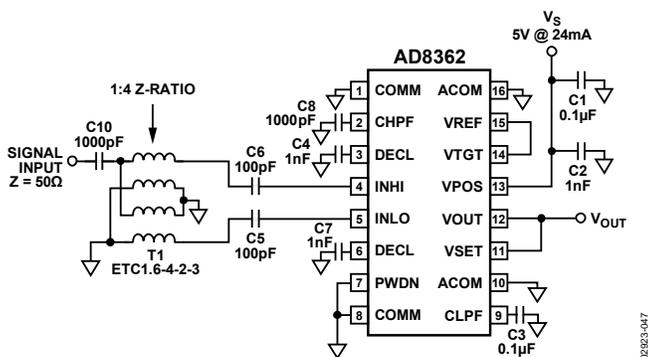 V_S
5V @ 24mA
AD8362
1:4 Z-RATIO
C10
1000pF
SIGNAL
INPUT
Z = 50Ω
C6
100pF
C5
100pF
T1
ETC1.6-4-2-3
C8
1000pF
C4
1nF
C7
1nF
1 COMM ACOM 16
2 CHPF VREF 15
3 DECL VTGT 14
4 INHI VPOS 13
5 INLO VOUT 12
6 DECL VSET 11
7 PWDN ACOM 10
8 COMM CLPF 9
C1
0.1µF
C2
1nF
V_OUT
C3
0.1µF
02923-047